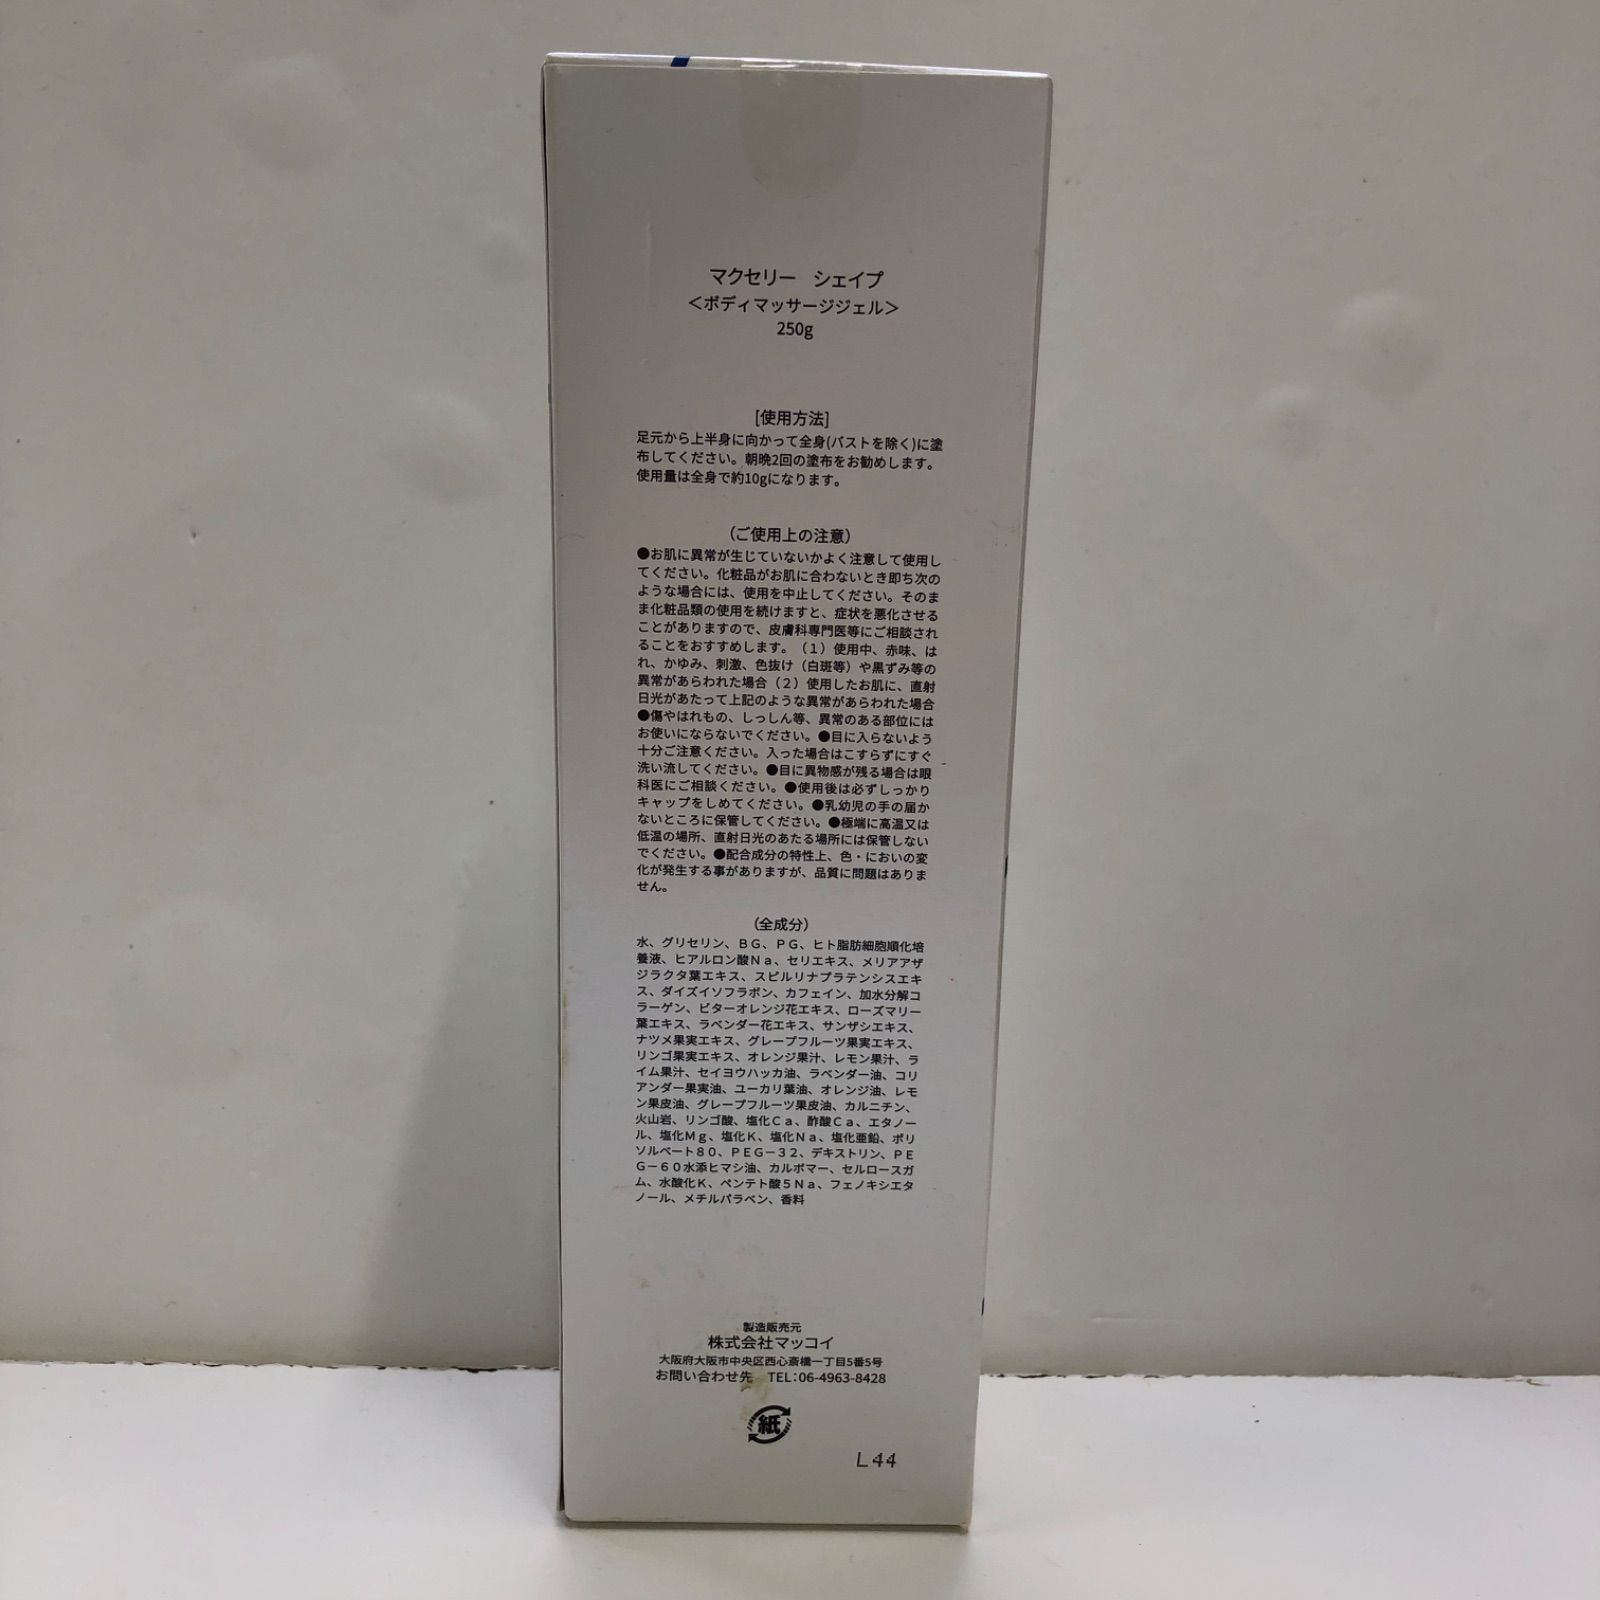 マクセリー　シェイプ
＜ボディマッサージジェル＞
250g
[使用方法]
足元から上半身に向かって全身(バストを除く)に塗
布してください。朝晩2回の塗布をお勧めします。
使用量は全身で約10gになります。
（ご使用上の注意）
●お肌に異常が生じていないかよく注意して使用し
てください。化粧品がお肌に合わないとき即ち次の
ような場合には、使用を中止してください。そのま
ま化粧品類の使用を続けますと、症状を悪化させる
ことがありますので、皮膚科専門医等にご相談され
ることをおすすめします。（１）使用中、赤味、は
れ、かゆみ、刺激、色抜け（白斑等）や黒ずみ等の
異常があらわれた場合（２）使用したお肌に、直射
日光があたって上記のような異常があらわれた場合
●傷やはれもの、しっしん等、異常のある部位には
お使いにならないでください。●目に入らないよう
十分ご注意ください。入った場合はこすらずにすぐ
洗い流してください。●目に異物感が残る場合は眼
科医にご相談ください。●使用後は必ずしっかり
キャップをしめてください。●乳幼児の手の届か
ないところに保管してください。●極端に高温又は
低温の場所、直射日光のあたる場所には保管しない
でください。●配合成分の特性上、色・においの変
化が発生する事がありますが、品質に問題はありま
せん。
（全成分）
水、グリセリン、ＢＧ、ＰＧ、ヒト脂肪細胞順化培
養液、ヒアルロン酸Ｎａ、セリエキス、メリアアザ
ジラクタ葉エキス、スピルリナプラテンシスエキ
ス、ダイズイソフラボン、カフェイン、加水分解コ
ラーゲン、ビターオレンジ花エキス、ローズマリー
葉エキス、ラベンダー花エキス、サンザシエキス、
ナツメ果実エキス、グレープフルーツ果実エキス、
リンゴ果実エキス、オレンジ果汁、レモン果汁、ラ
イム果汁、セイヨウハッカ油、ラベンダー油、コリ
アンダー果実油、ユーカリ葉油、オレンジ油、レモ
ン果皮油、グレープフルーツ果皮油、カルニチン、
火山岩、リンゴ酸、塩化Ｃａ、酢酸Ｃａ、エタノー
ル、塩化Ｍｇ、塩化Ｋ、塩化Ｎａ、塩化亜鉛、ポリ
ソルベート８０、ＰＥＧ－３２、デキストリン、ＰＥ
Ｇ－６０水添ヒマシ油、カルボマー、セルロースガ
ム、水酸化Ｋ、ペンテト酸５Ｎａ、フェノキシエタ
ノール、メチルパラベン、香料
製造販売元
株式会社マッコイ
大阪府大阪市中央区西心斎橋一丁目5番5号
お問い合わせ先　TEL：06-4963-8428
紙
L44